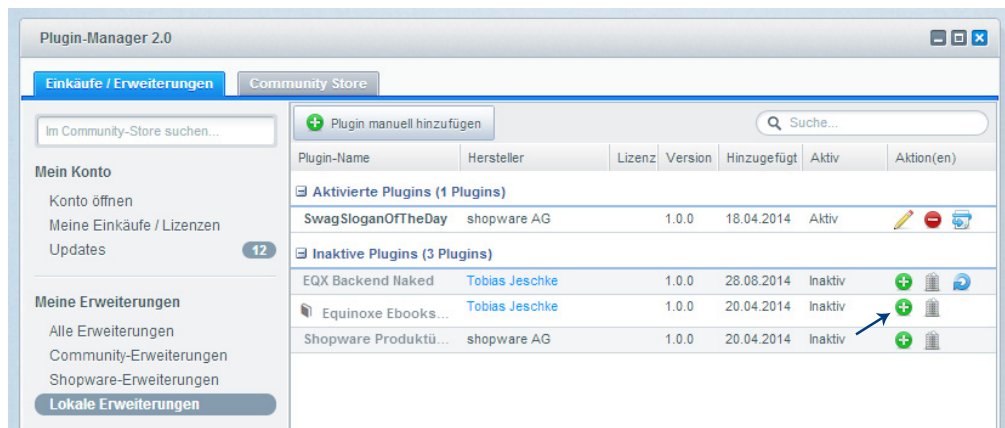 Plugin-Manager 2.0
Einkäufe / Erweiterungen
Community Store
Im Community-Store suchen...
Mein Konto
Konto öffnen
Meine Einkäufe / Lizenzen
Updates 12
Meine Erweiterungen
Alle Erweiterungen
Community-Erweiterungen
Shopware-Erweiterungen
Lokale Erweiterungen
Plugin manuell hinzufügen
Suche...
Plugin-Name Hersteller Lizenz Version Hinzugefügt Aktiv Aktion(en)
Aktivierte Plugins (1 Plugins)
SwagSloganOfTheDay shopware AG 1.0.0 18.04.2014 Aktiv
Inaktive Plugins (3 Plugins)
EQX Backend Naked Tobias Jeschke 1.0.0 28.08.2014 Inaktiv
Equinoxe Ebooks... Tobias Jeschke 1.0.0 20.04.2014 Inaktiv
Shopware Produktü... shopware AG 1.0.0 20.04.2014 Inaktiv